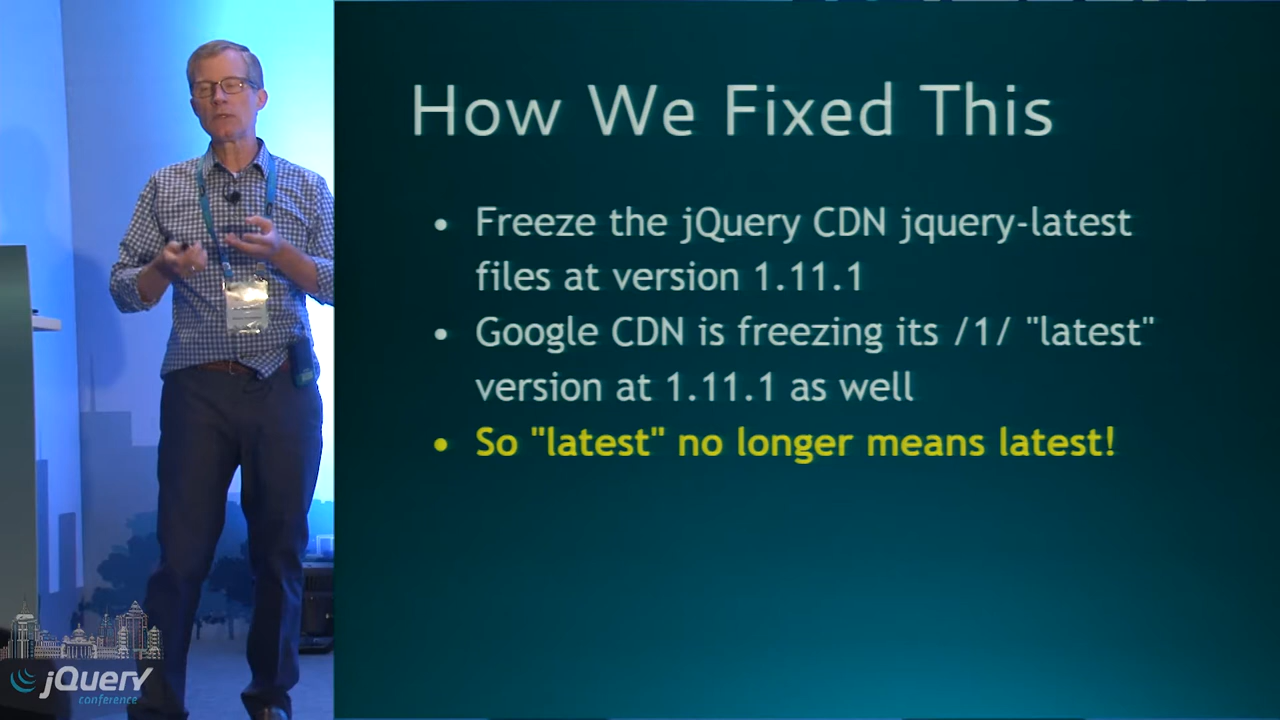 How We Fixed This
• Freeze the jQuery CDN jquery-latest
files at version 1.11.1
• Google CDN is freezing its /1/ "latest"
version at 1.11.1 as well
• So "latest" no longer means latest!
jQuery
conference